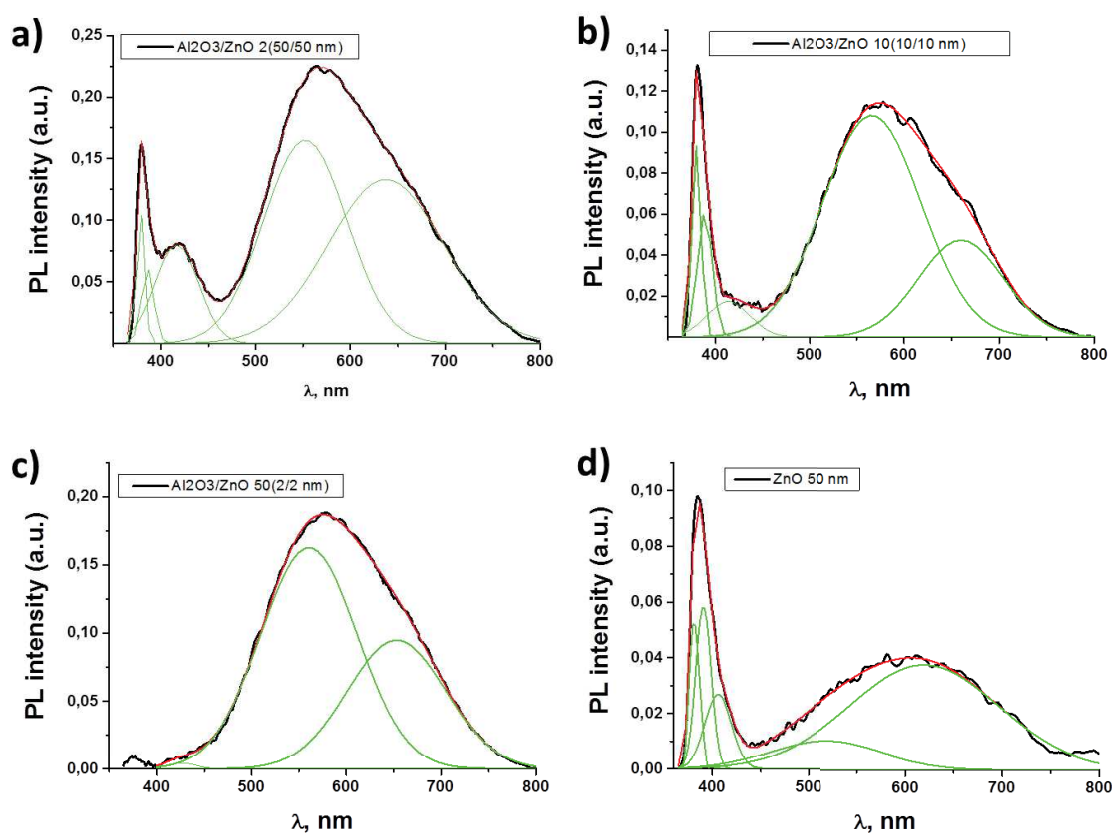 a)
Al2O3/ZnO 2(50/50 nm)
PL intensity (a.u.)
0,25
0,20
0,15
0,10
0,05
400 500 600 700 800
λ, nm
b)
Al2O3/ZnO 10(10/10 nm)
PL intensity (a.u.)
0,14
0,12
0,10
0,08
0,06
0,04
0,02
400 500 600 700 800
λ, nm
c)
Al2O3/ZnO 50(2/2 nm)
PL intensity (a.u.)
0,20
0,15
0,10
0,05
0,00
400 500 600 700 800
λ, nm
d)
ZnO 50 nm
PL intensity (a.u.)
0,10
0,08
0,06
0,04
0,02
0,00
400 500 600 700 800
λ, nm